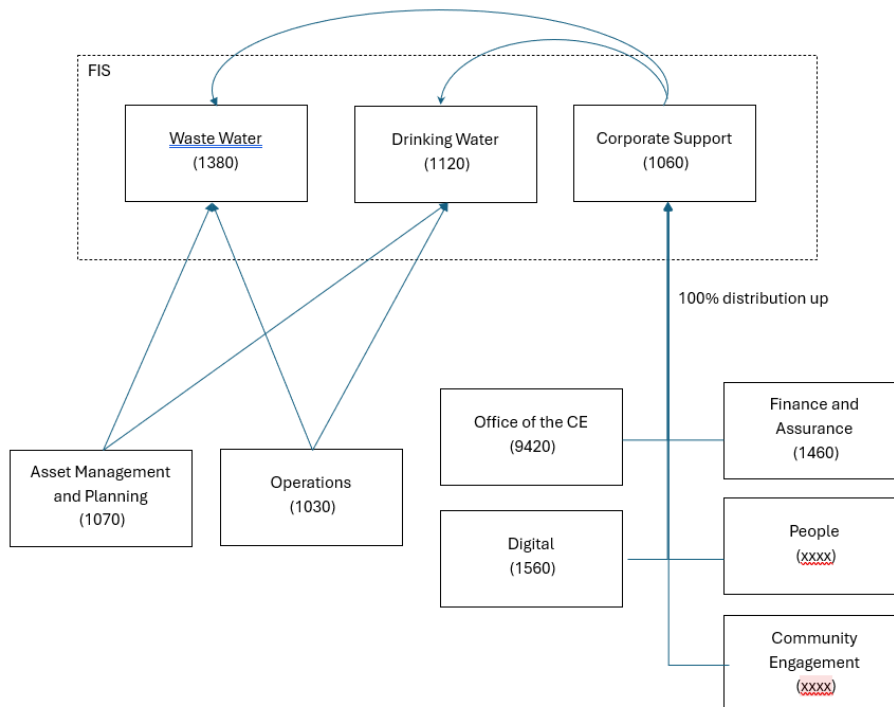 FIS
Waste Water
(1380)
Drinking Water
(1120)
Corporate Support
(1060)
100% distribution up
Office of the CE
(9420)
Finance and
Assurance
(1460)
Asset Management
and Planning
(1070)
Operations
(1030)
Digital
(1560)
People
(xxxx)
Community
Engagement
(xxxx)